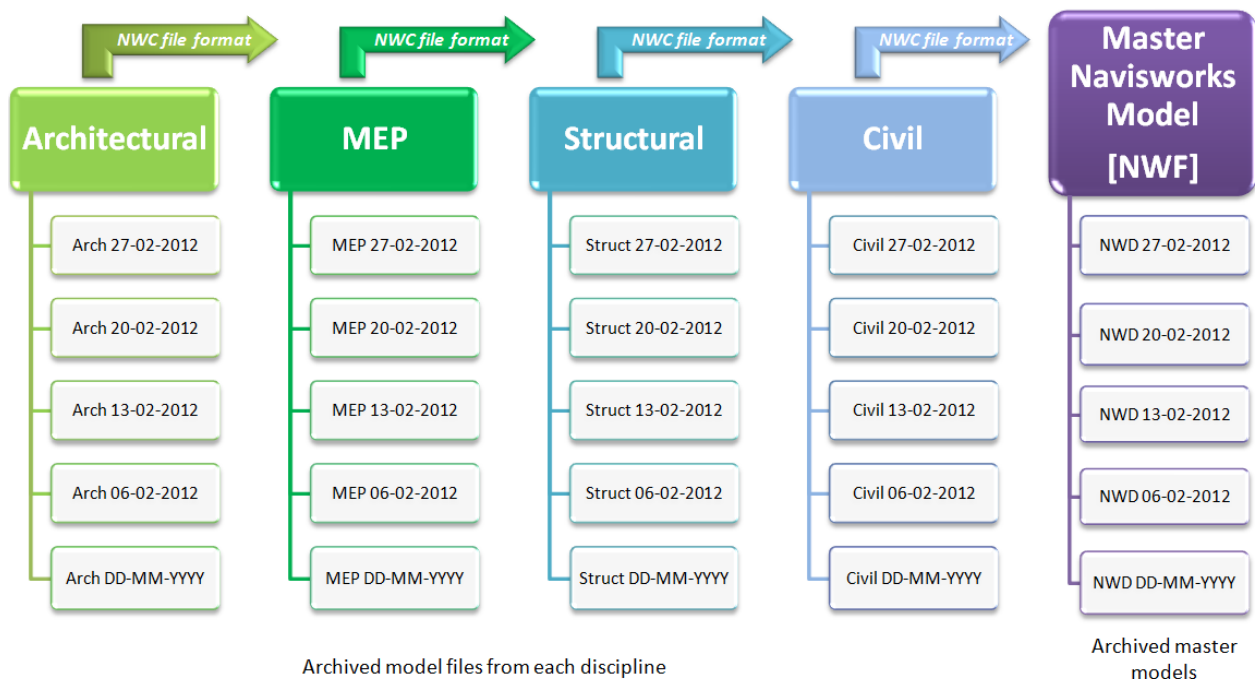 NWC file format
NWC file format
NWC file format
NWC file format
Architectural
MEP
Structural
Civil
Master
Navisworks
Model
[NWF]
Arch 27-02-2012
Arch 20-02-2012
Arch 13-02-2012
Arch 06-02-2012
Arch DD-MM-YYYY
MEP 27-02-2012
MEP 20-02-2012
MEP 13-02-2012
MEP 06-02-2012
MEP DD-MM-YYYY
Struct 27-02-2012
Struct 20-02-2012
Struct 13-02-2012
Struct 06-02-2012
Struct DD-MM-YYYY
Civil 27-02-2012
Civil 20-02-2012
Civil 13-02-2012
Civil 06-02-2012
Civil DD-MM-YYYY
NWD 27-02-2012
NWD 20-02-2012
NWD 13-02-2012
NWD 06-02-2012
NWD DD-MM-YYYY
Archived model files from each discipline
Archived master
models